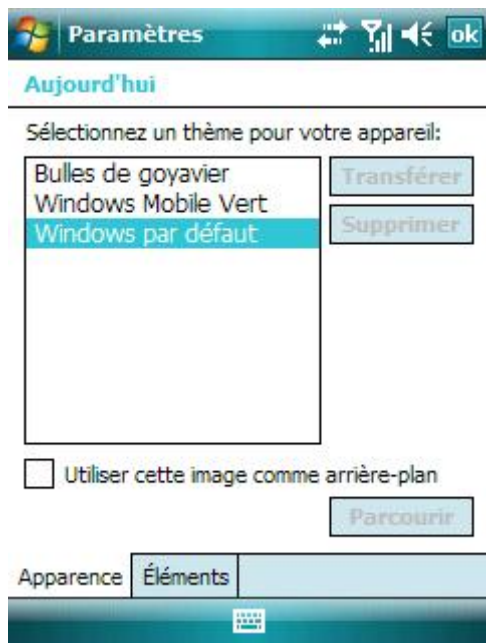 Paramètres
ok
Aujourd'hui
Sélectionnez un thème pour votre appareil:
Bulles de goyavier
Windows Mobile Vert
Windows par défaut
Transférer
Supprimer
Utiliser cette image comme arrière-plan
Parcourir
Apparence Éléments